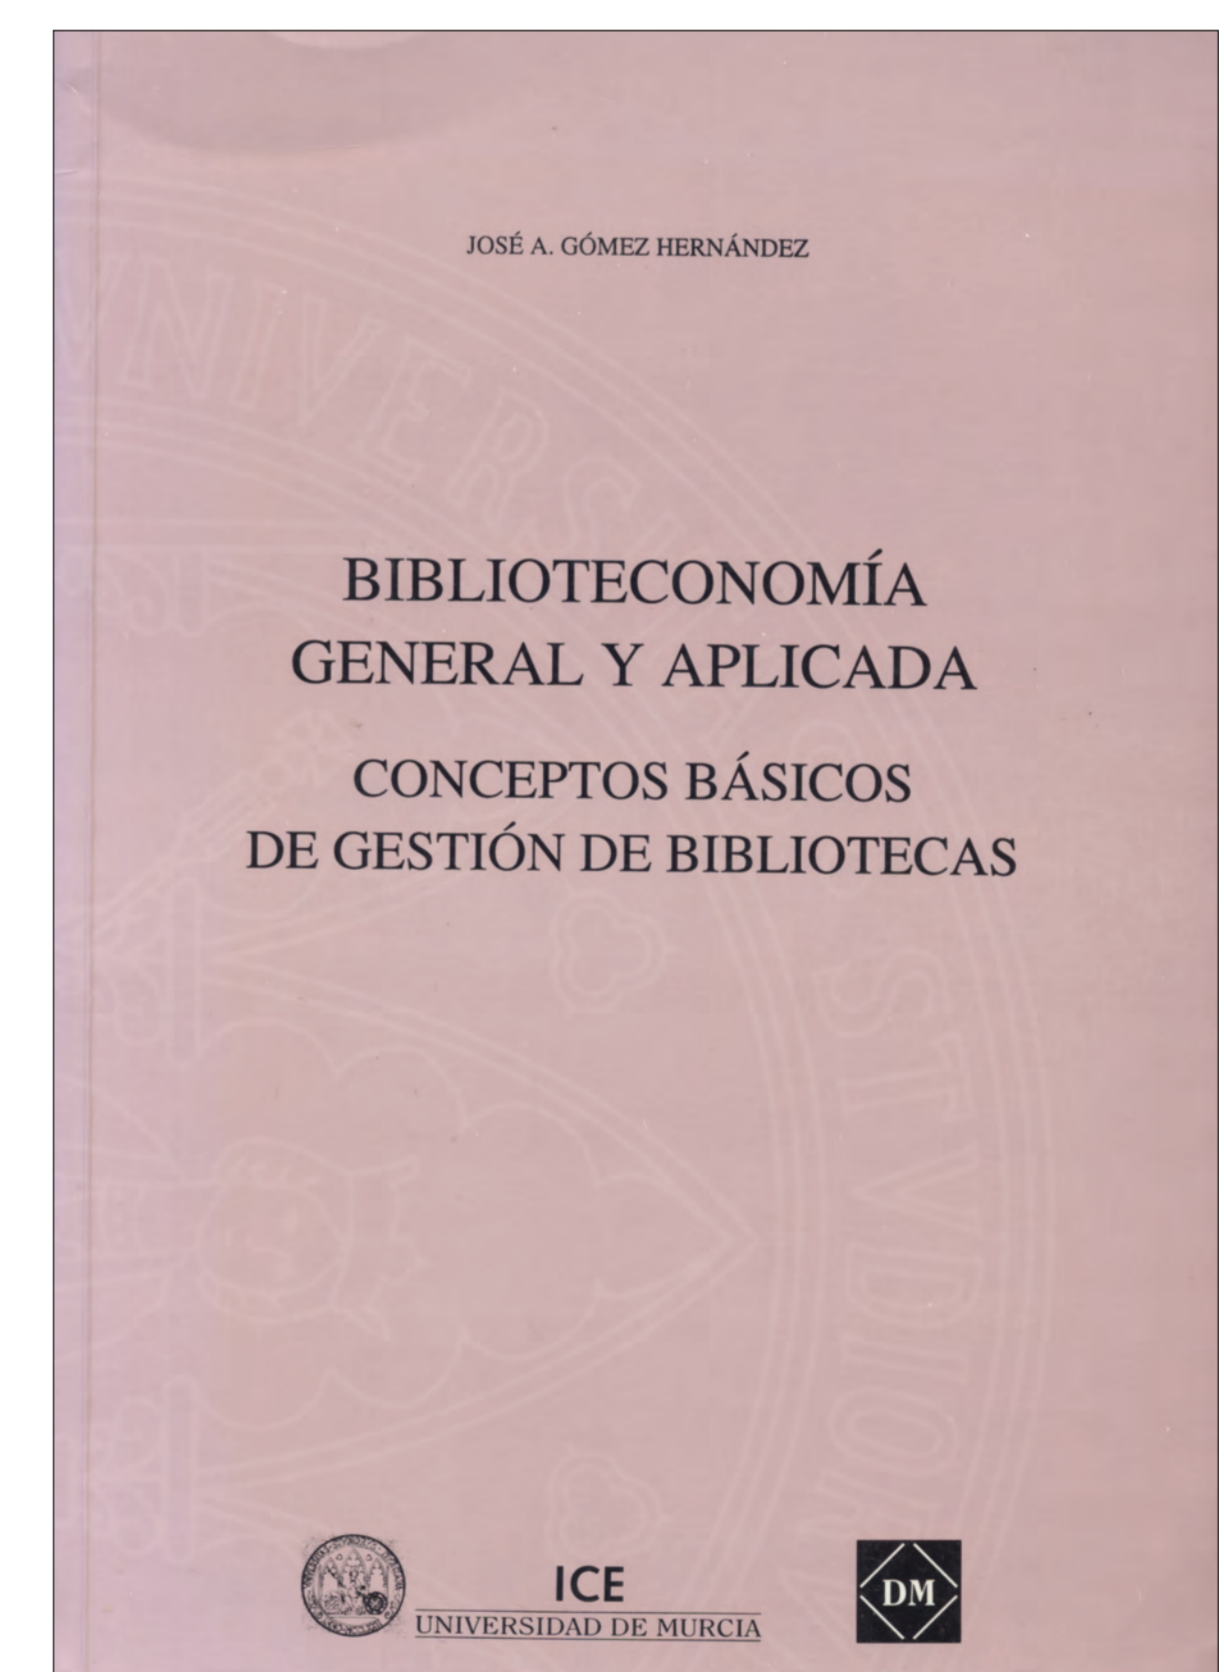 JOSÉ A. GÓMEZ HERNÁNDEZ
BIBLIOTECONOMÍA
GENERAL Y APLICADA
CONCEPTOS BÁSICOS
DE GESTIÓN DE BIBLIOTECAS
ICE
UNIVERSIDAD DE MURCIA
DM